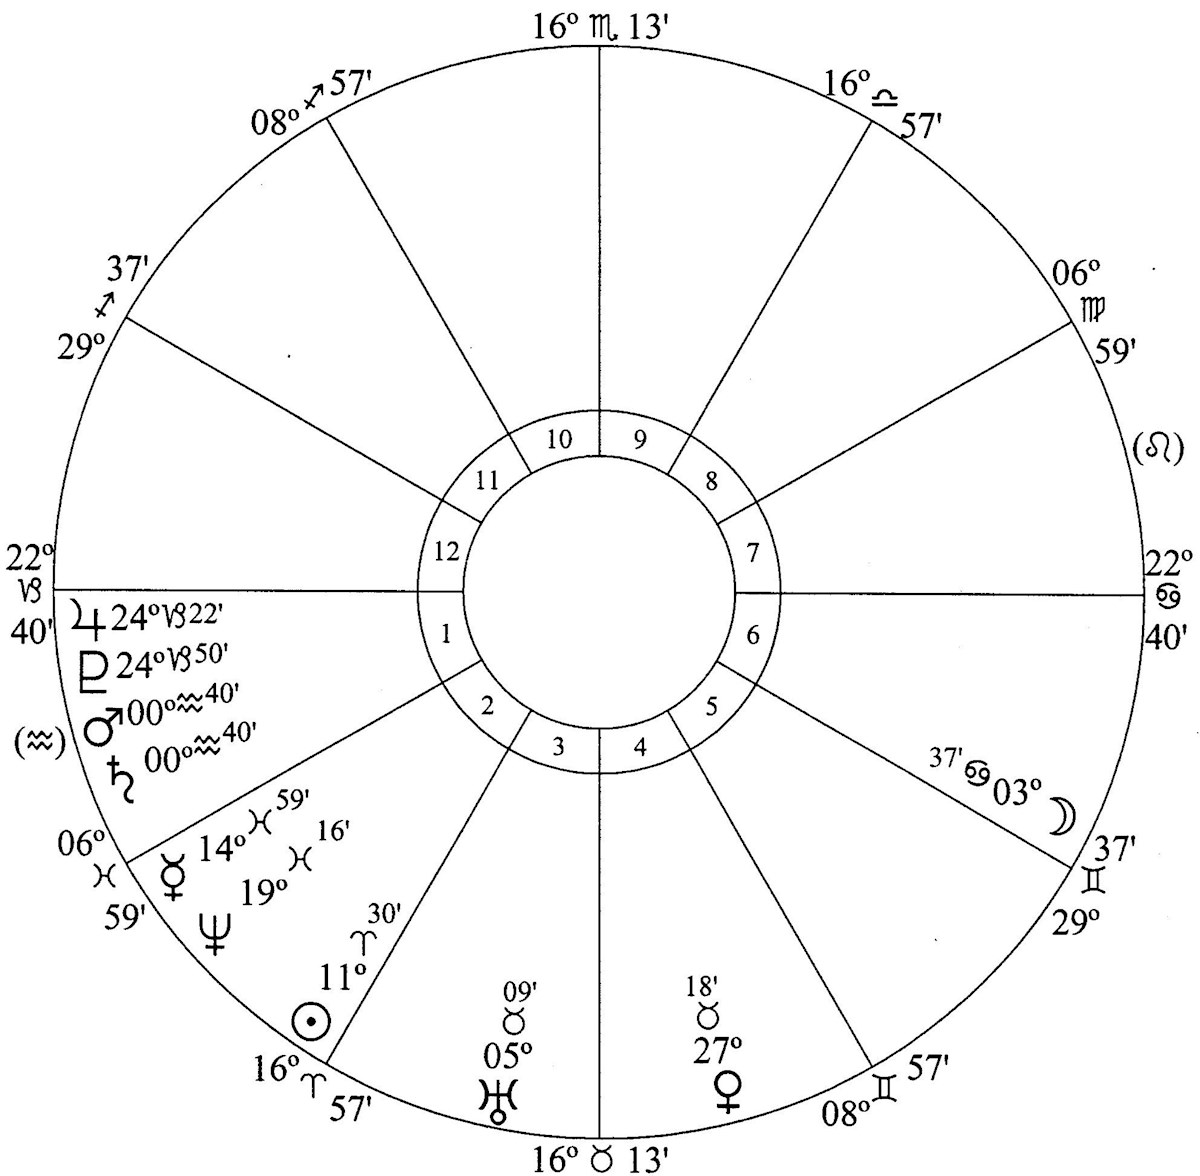 16° ♏ 13'
08° ♐ 57'
16° ♎ 57'
37' ♐ 29°
06° ♍ 59'
(♌)
10
9
11
8
12
7
22° ♑ 40'
22° ♋ 40'
1
6
2
5
3
4
♃ 24° ♑ 22'
♇ 24° ♑ 50'
♂ 00° ♒ 40'
(♒)
♄ 00° ♒ 40'
37' ♋ 03° ☽
06° ♓ 59'
☿ 14° ♓ 59'
♆ 19° ♓ 16'
37' ♊ 29°
☉ 11° ♈ 30'
09' ♉ 05° ♅
18' ♉ 27° ♀
16° ♈ 57'
08° ♊ 57'
16° ♉ 13'